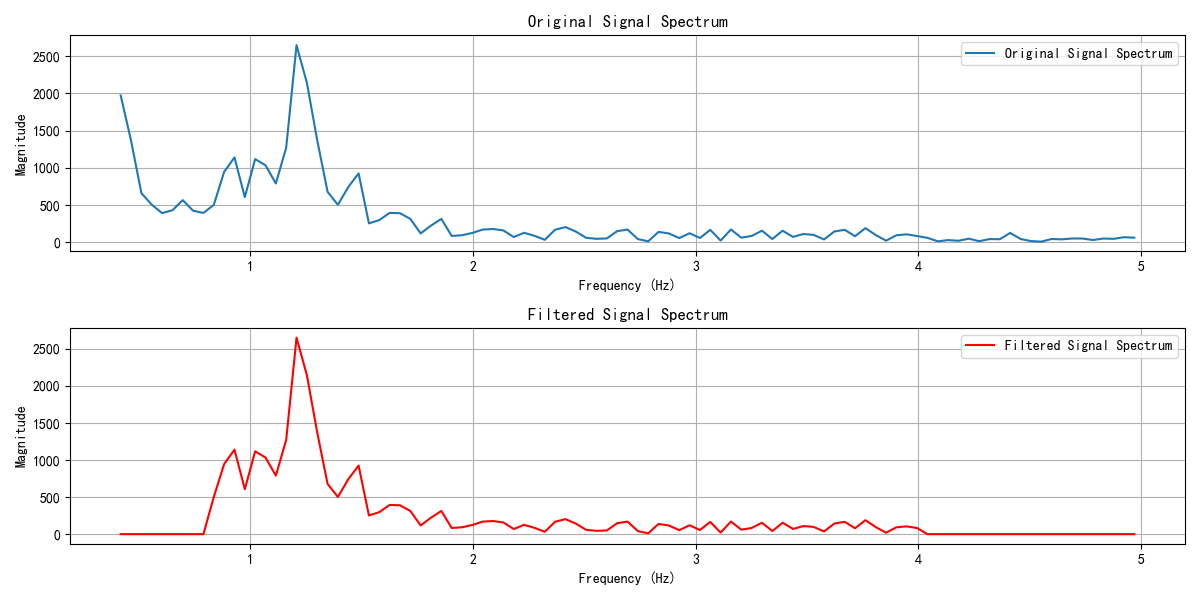 Original Signal Spectrum
Original Signal Spectrum
Magnitude
2500
2000
1500
1000
500
0
1 2 3 4 5
Frequency (Hz)
Filtered Signal Spectrum
Filtered Signal Spectrum
Magnitude
2500
2000
1500
1000
500
0
1 2 3 4 5
Frequency (Hz)